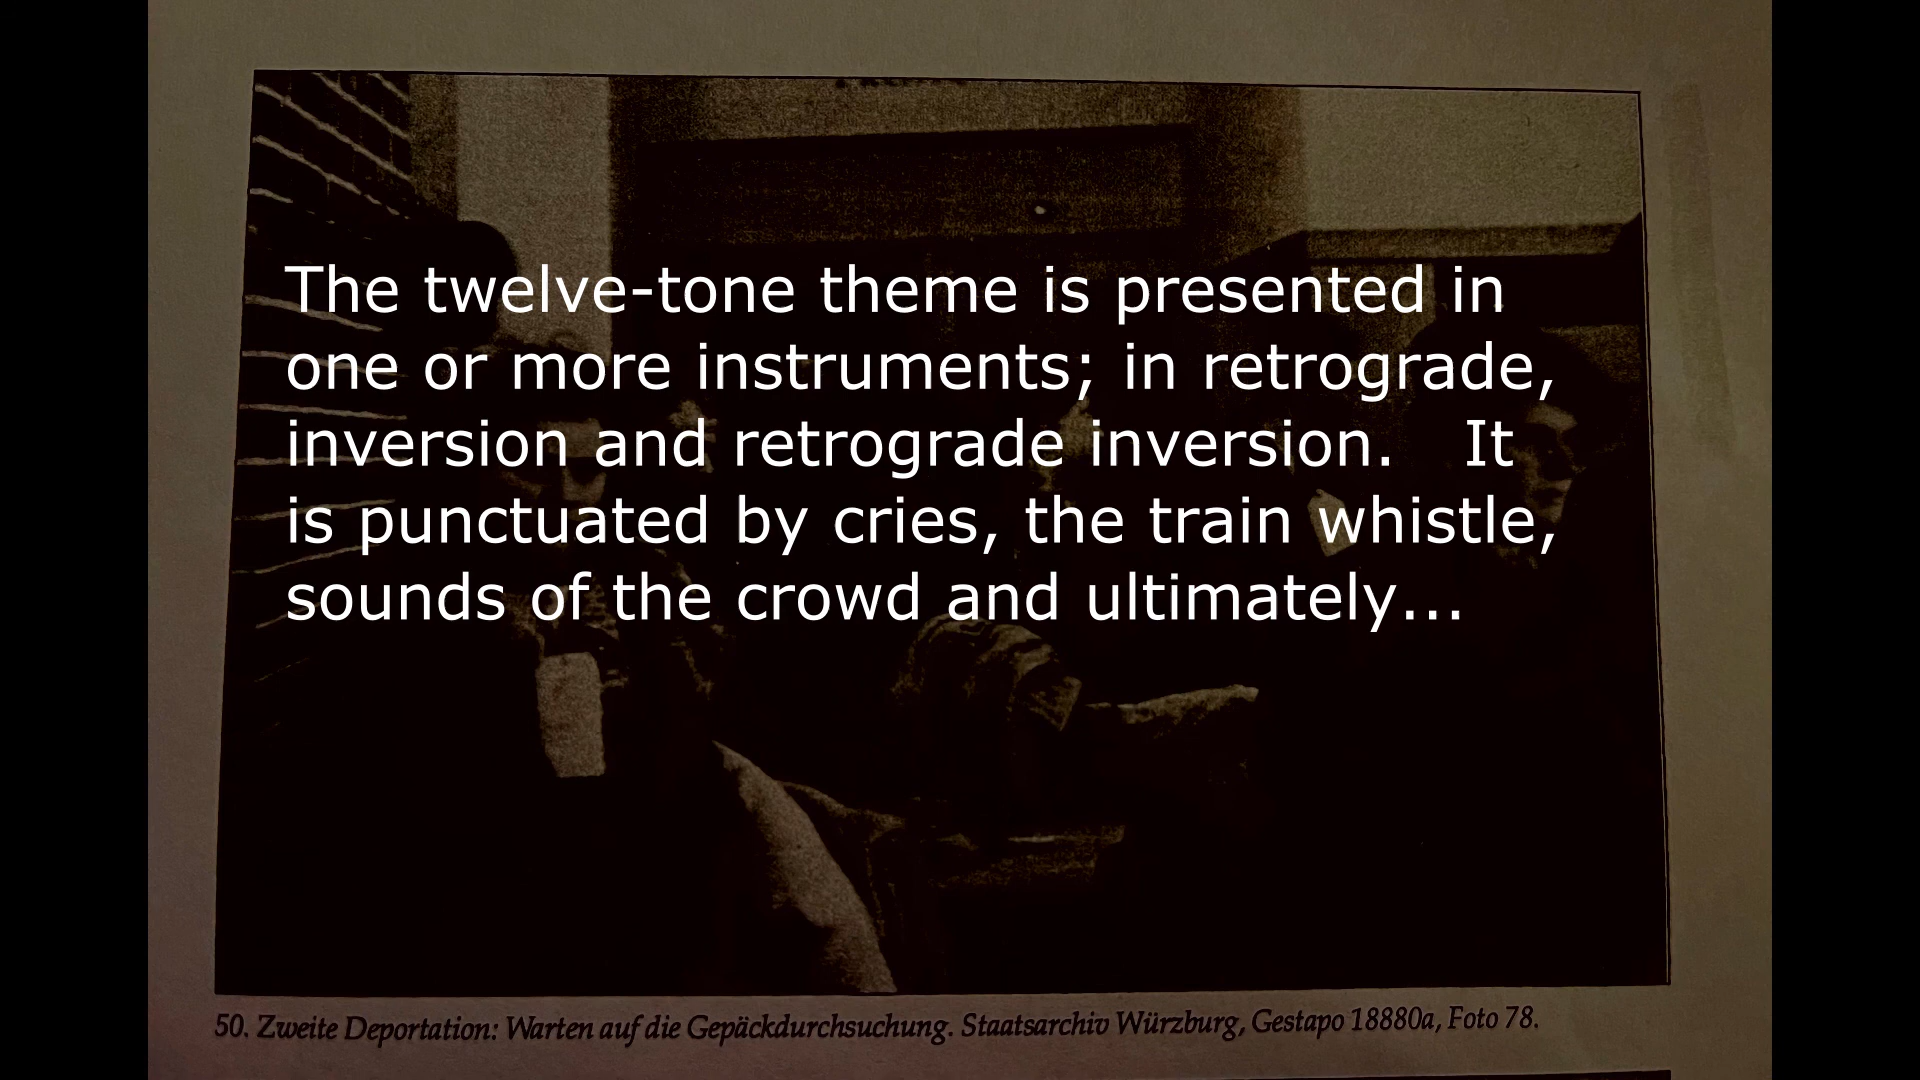 The twelve-tone theme is presented in
one or more instruments; in retrograde,
inversion and retrograde inversion.   It
is punctuated by cries, the train whistle,
sounds of the crowd and ultimately...
50. Zweite Deportation: Warten auf die Gepäckdurchsuchung. Staatsarchiv Würzburg, Gestapo 18880a, Foto 78.